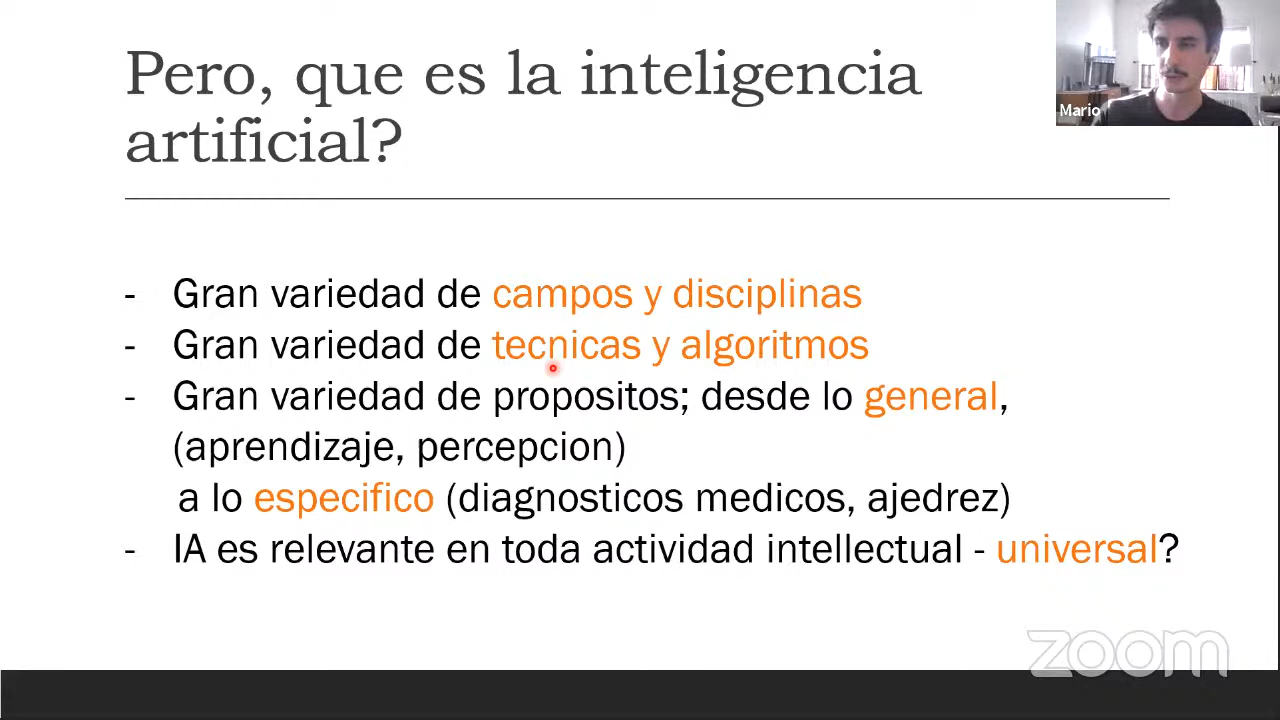 Pero, que es la inteligencia
artificial?
Mario
- Gran variedad de campos y disciplinas
- Gran variedad de tecnicas y algoritmos
- Gran variedad de propositos; desde lo general,
(aprendizaje, percepcion)
a lo especifico (diagnosticos medicos, ajedrez)
- IA es relevante en toda actividad intellectual - universal?
zoom